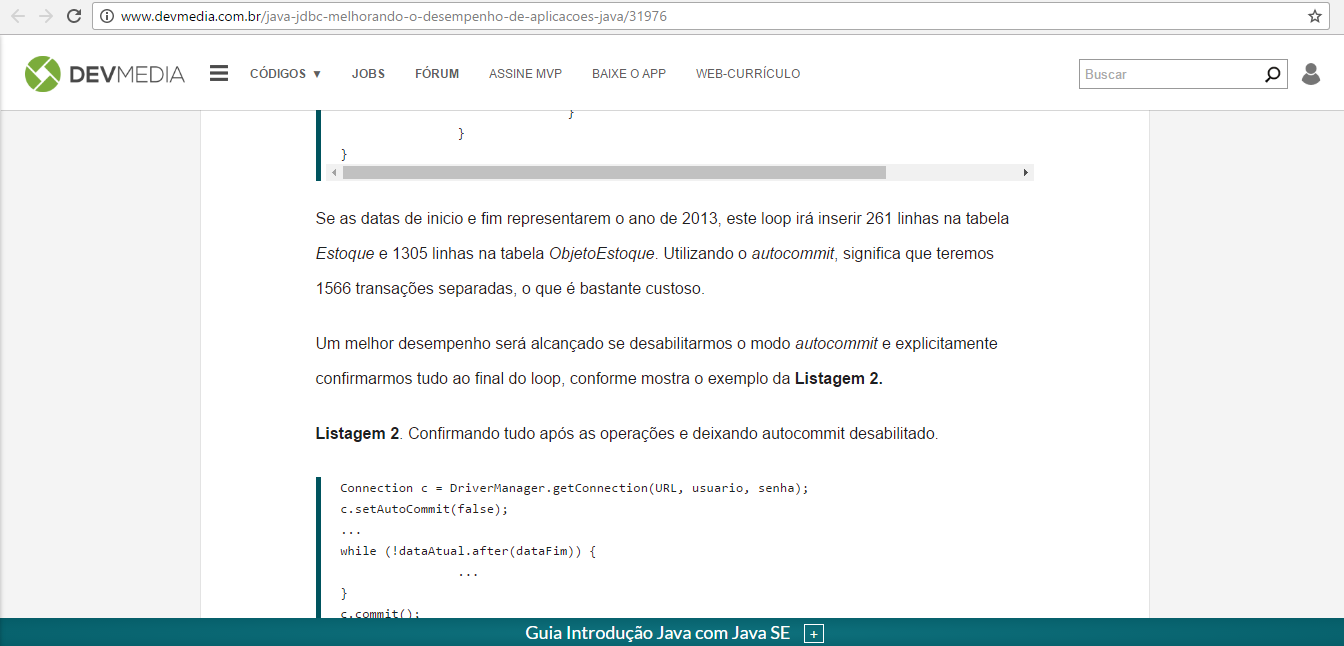 www.devmedia.com.br/java-jdbc-melhorando-o-desempenho-de-aplicacoes-java/31976
DEVMEDIA CÓDIGOS ▼ JOBS FÓRUM ASSINE MVP BAIXE O APP WEB-CURRÍCULO Buscar
}
}
}
Se as datas de inicio e fim representarem o ano de 2013, este loop irá inserir 261 linhas na tabela
Estoque e 1305 linhas na tabela ObjetoEstoque. Utilizando o autocommit, significa que teremos
1566 transações separadas, o que é bastante custoso.
Um melhor desempenho será alcançado se desabilitarmos o modo autocommit e explicitamente
confirmarmos tudo ao final do loop, conforme mostra o exemplo da Listagem 2.
Listagem 2. Confirmando tudo após as operações e deixando autocommit desabilitado.
Connection c = DriverManager.getConnection(URL, usuario, senha);
c.setAutoCommit(false);
...
while (!dataAtual.after(dataFim)) {
...
}
c.commit();
Guia Introdução Java com Java SE +